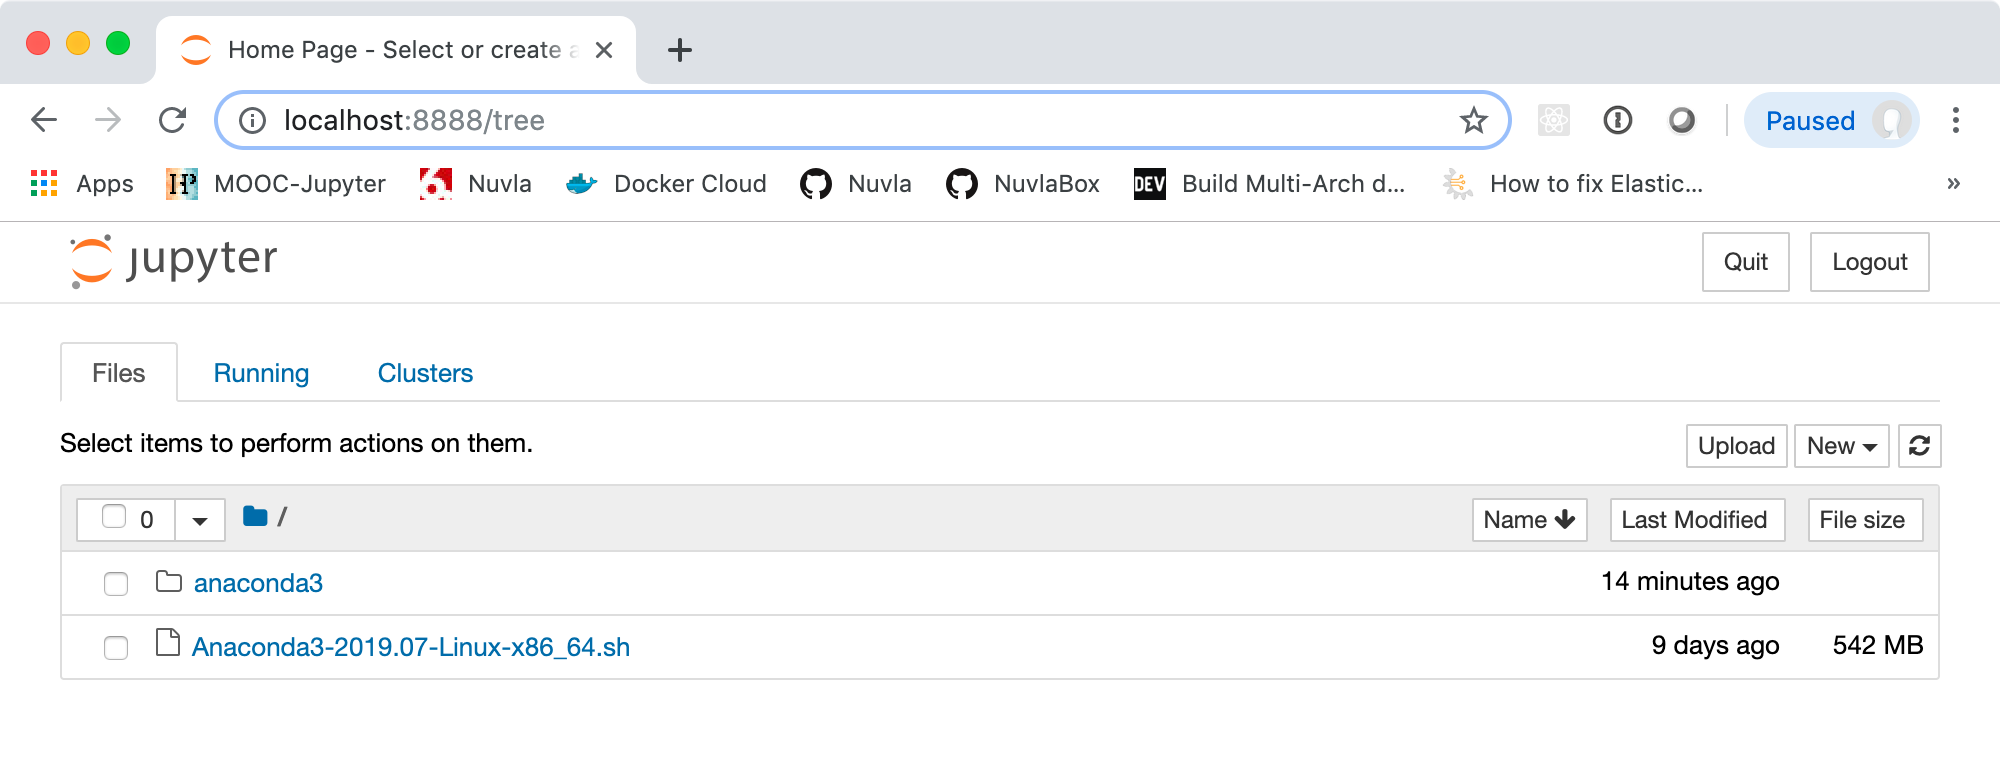 Home Page - Select or create a
localhost:8888/tree
Paused
Apps MOOC-Jupyter Nuvla Docker Cloud Nuvla NuvlaBox DEV Build Multi-Arch d... How to fix Elastic... »
jupyter
Quit Logout
Files Running Clusters
Select items to perform actions on them.
Upload New
0 / Name Last Modified File size
anaconda3 14 minutes ago
Anaconda3-2019.07-Linux-x86_64.sh 9 days ago 542 MB